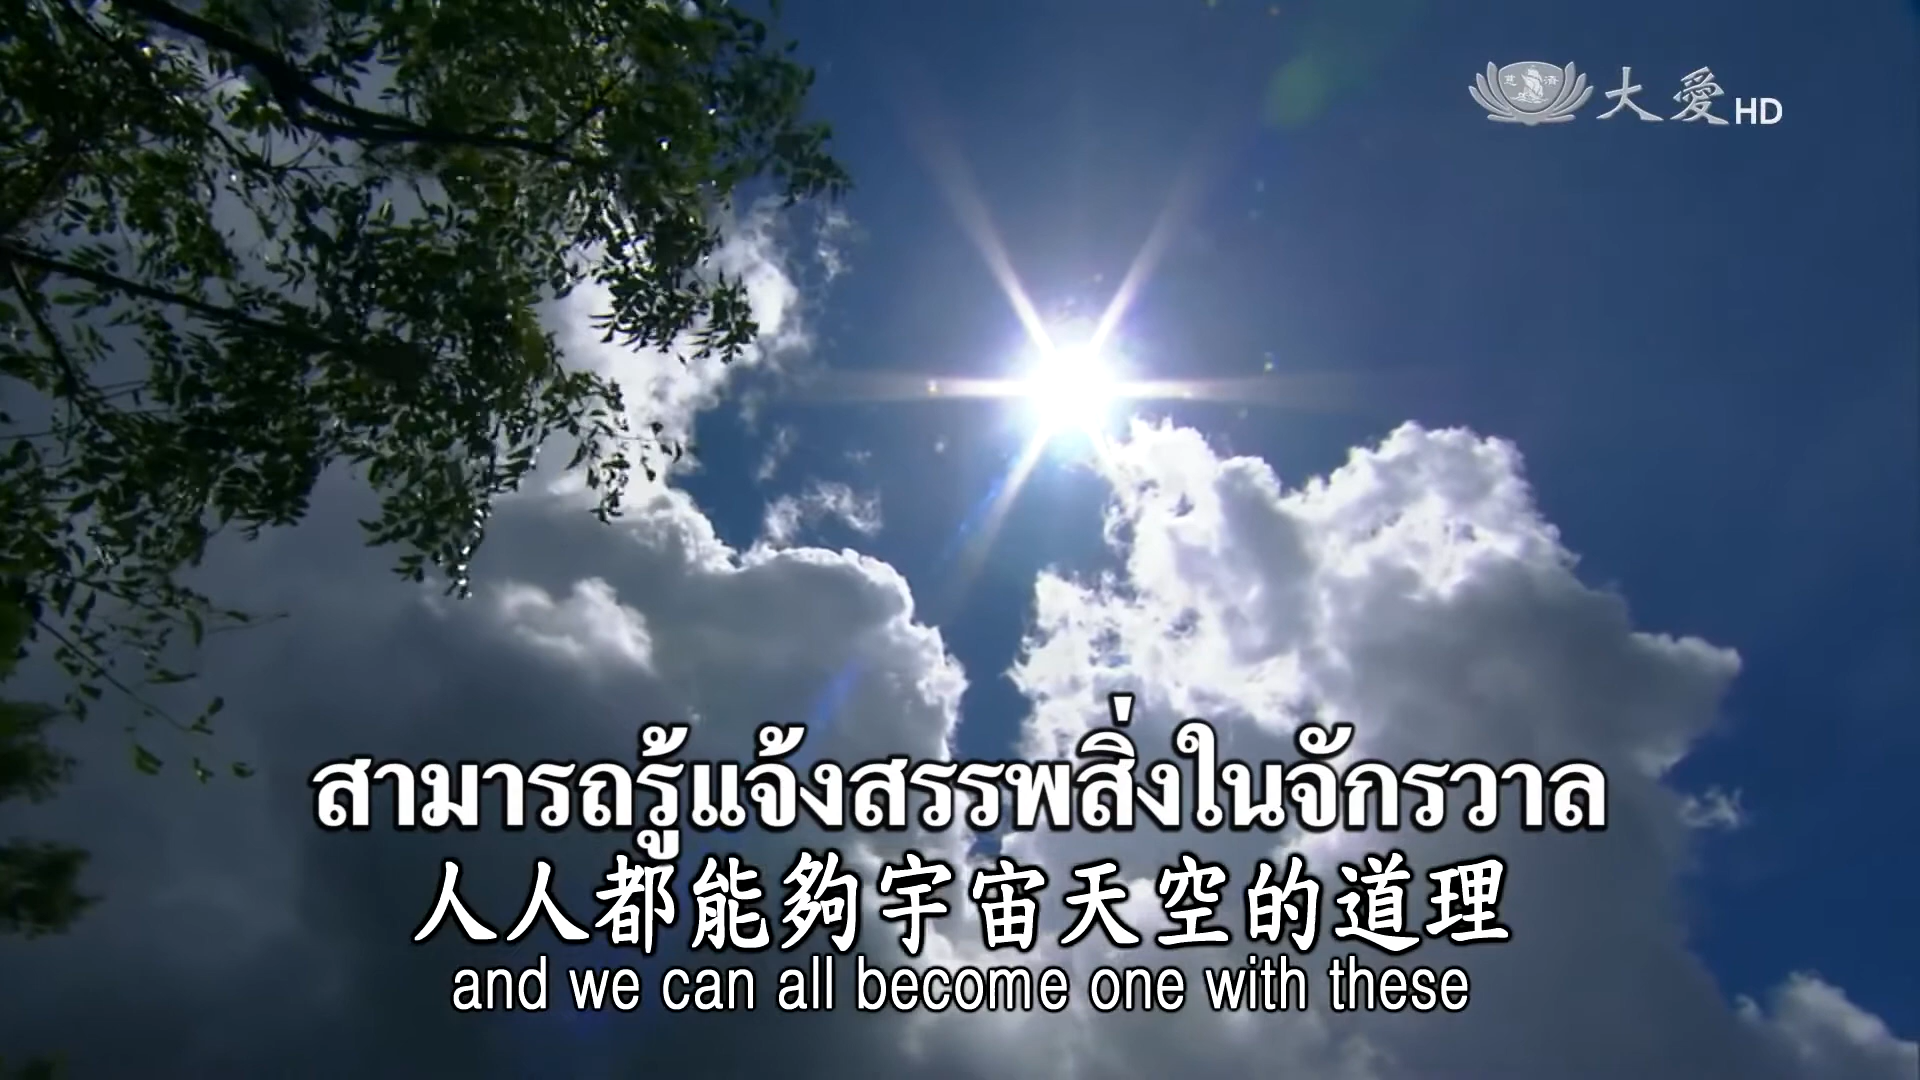 大愛HD
สามารถรู้แจ้งสรรพสิ่งในจักรวาล
人人都能夠宇宙天空的道理
and we can all become one with these